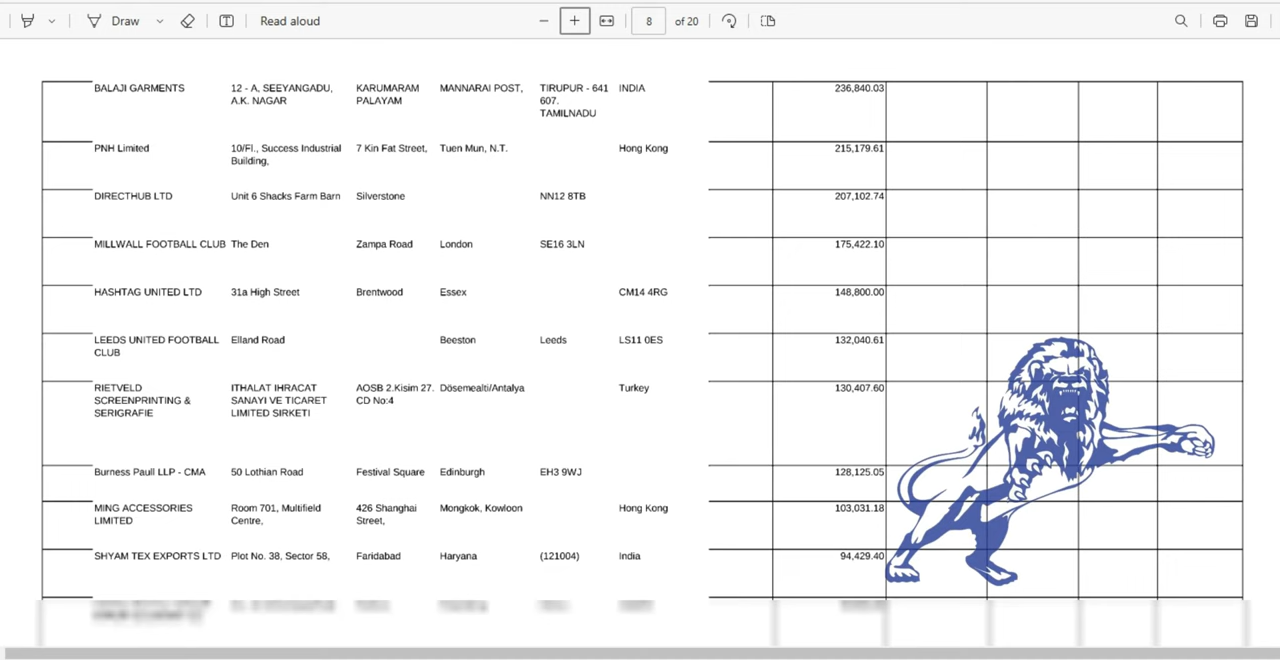 Draw
Read aloud
8 of 20
BALAJI GARMENTS 12 - A. SEEYANGADU, KARUMARAM MANNARAI POST, TIRUPUR - 641 INDIA 236,840.03
A.K. NAGAR PALAYAM 607.
TAMILNADU
PNH Limited 10/Fl., Success Industrial 7 Kin Fat Street, Tuen Mun, N.T. Hong Kong 215,179.61
Building,
DIRECTHUB LTD Unit 6 Shacks Farm Barn Silverstone NN12 8TB 207,102.74
MILLWALL FOOTBALL CLUB The Den Zampa Road London SE16 3LN 175,422.10
HASHTAG UNITED LTD 31a High Street Brentwood Essex CM14 4RG 148,800.00
LEEDS UNITED FOOTBALL Elland Road Beeston Leeds LS11 0ES 132,040.61
CLUB
RIETVELD ITHALAT IHRACAT AOSB 2.Kisim 27. Dösemealti/Antalya Turkey 130,407.60
SCREENPRINTING & SANAYI VE TICARET CD No:4
SERIGRAFIE LIMITED SIRKETI
Burness Paull LLP - CMA 50 Lothian Road Festival Square Edinburgh EH3 9WJ 128,125.05
MING ACCESSORIES Room 701, Multifield 426 Shanghai Mongkok, Kowloon Hong Kong 103,031.18
LIMITED Centre, Street,
SHYAM TEX EXPORTS LTD Plot No. 38, Sector 58, Faridabad Haryana (121004) India 94,429.40